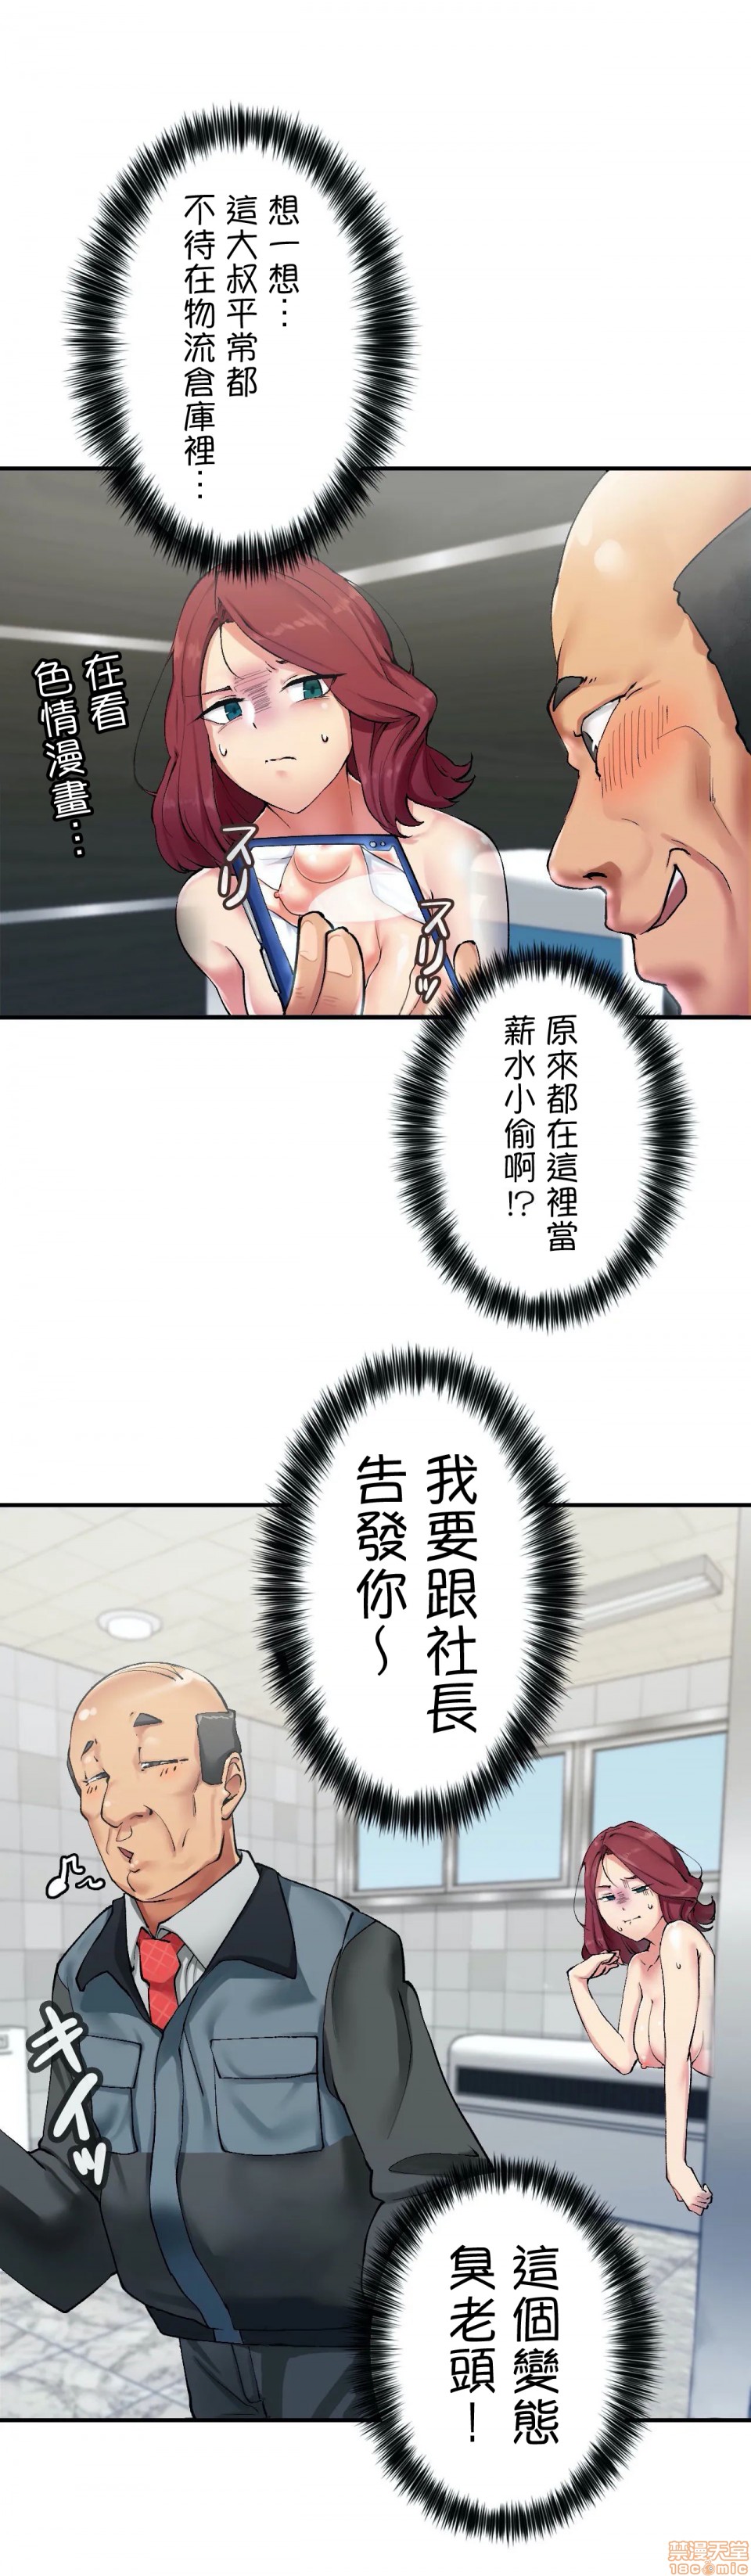 想一想…
這大叔平常都
不待在物流倉庫裡…
在看
色情漫畫…
スリ
スリッ
原來都在這裡當
薪水小偷啊!?
我要跟社長
告發你~
キイッ
這個變態
臭老頭!
禁漫天堂
18comic